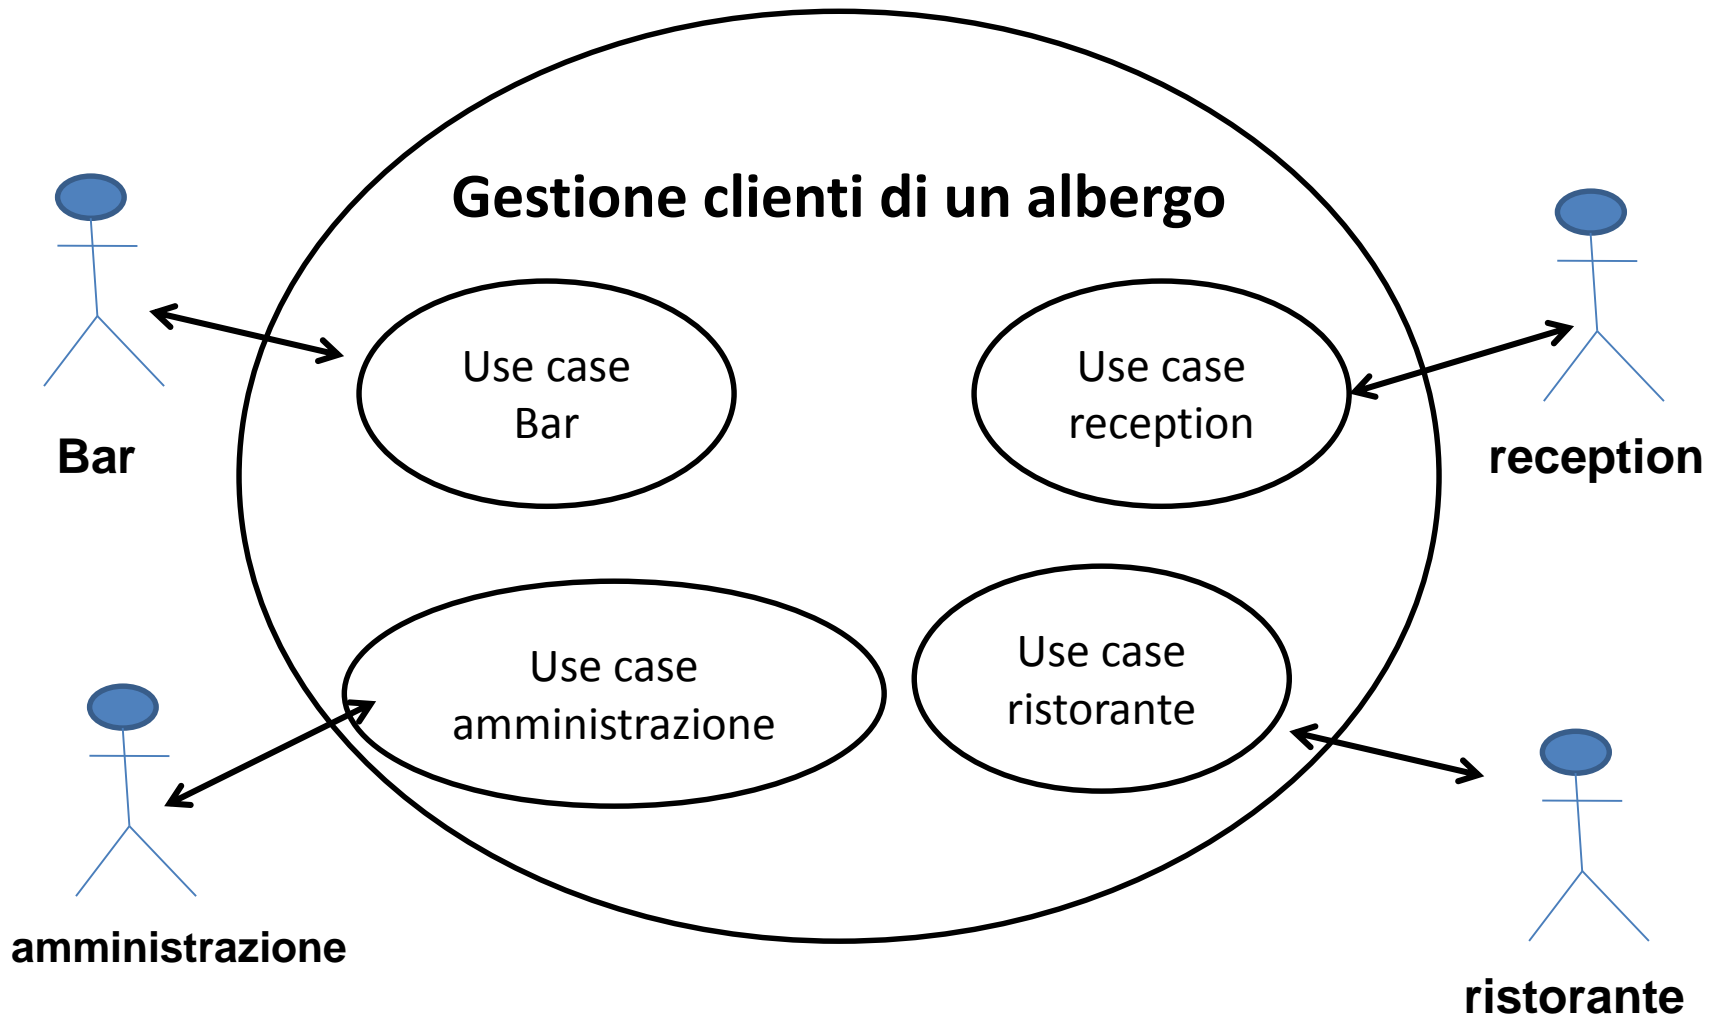 Gestione clienti di un albergo
Use case
Bar
Use case
reception
Bar
reception
Use case
amministrazione
Use case
ristorante
amministrazione
ristorante